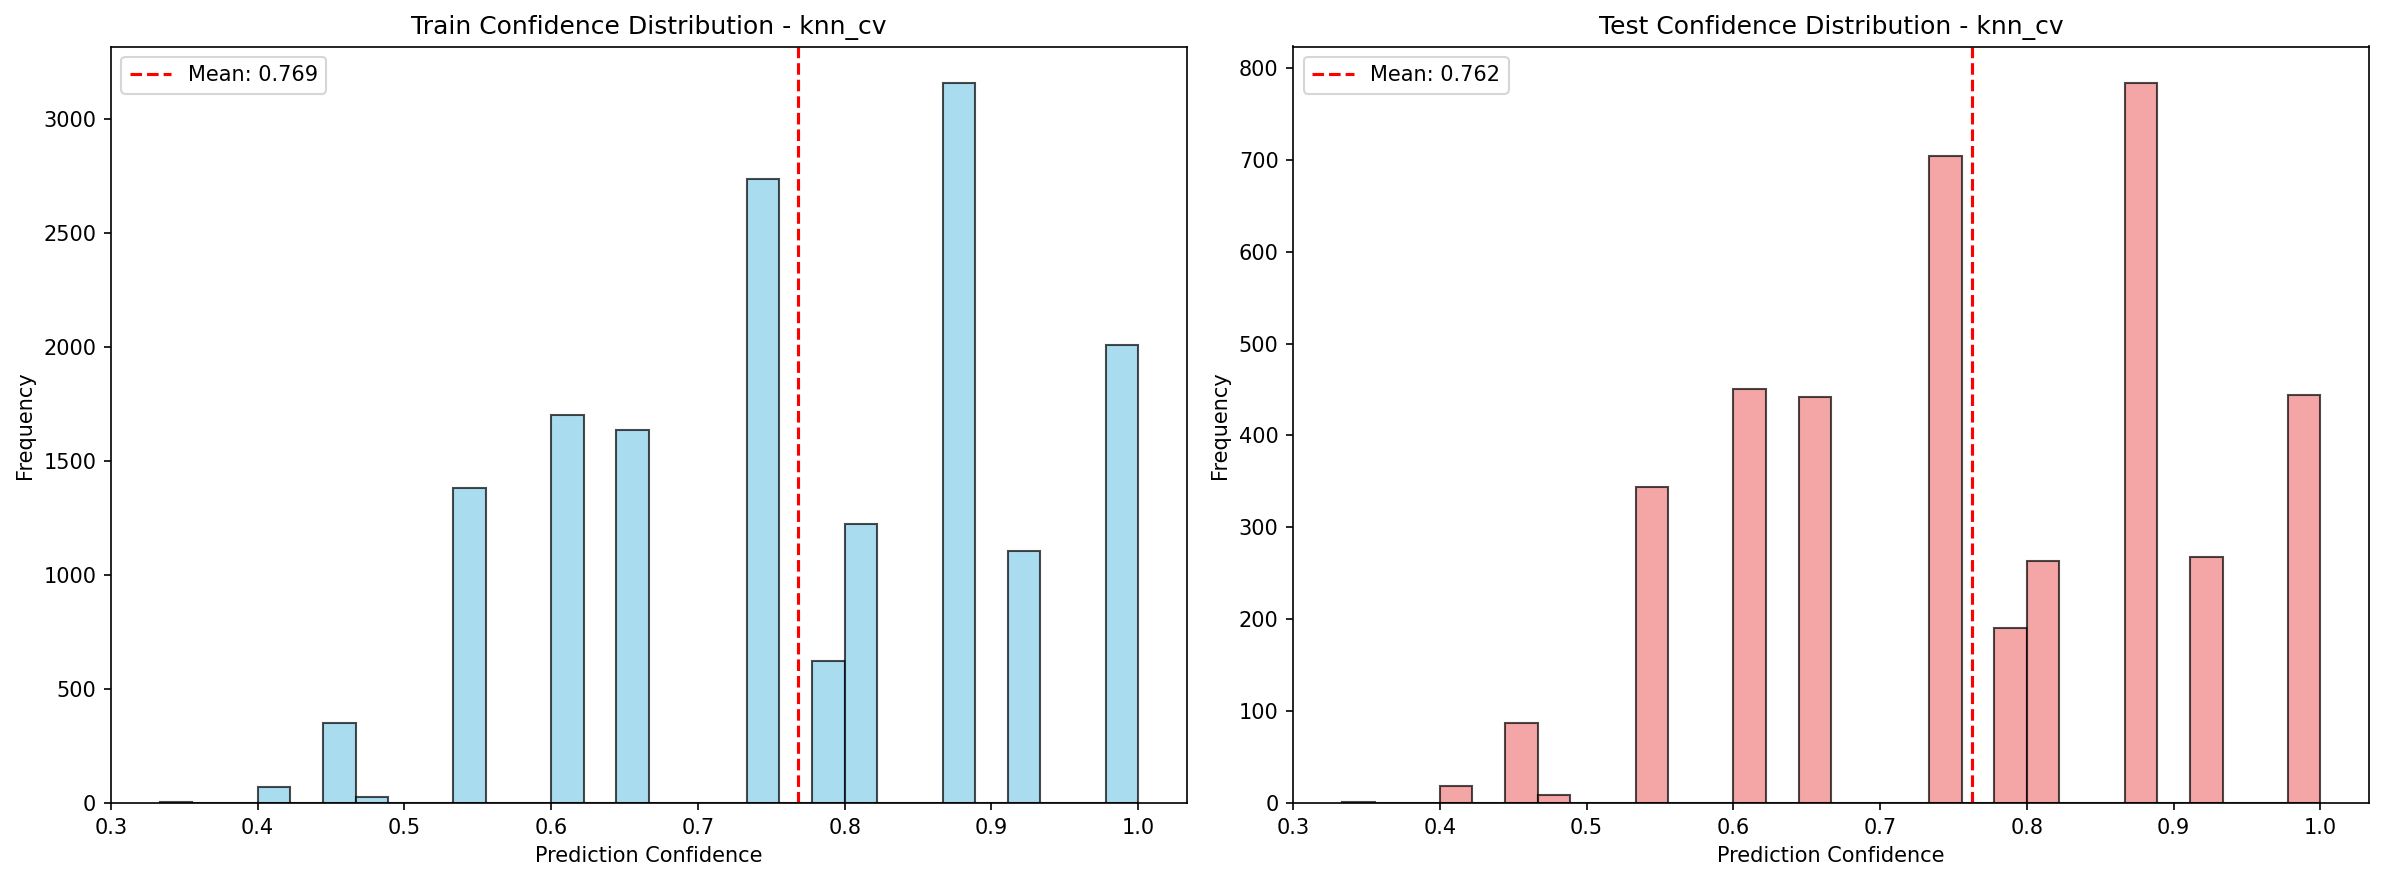 Train Confidence Distribution - knn_cv
Mean: 0.769
3000
2500
2000
1500
1000
500
0
Frequency
0.3 0.4 0.5 0.6 0.7 0.8 0.9 1.0
Prediction Confidence
Test Confidence Distribution - knn_cv
Mean: 0.762
800
700
600
500
400
300
200
100
0
Frequency
0.3 0.4 0.5 0.6 0.7 0.8 0.9 1.0
Prediction Confidence